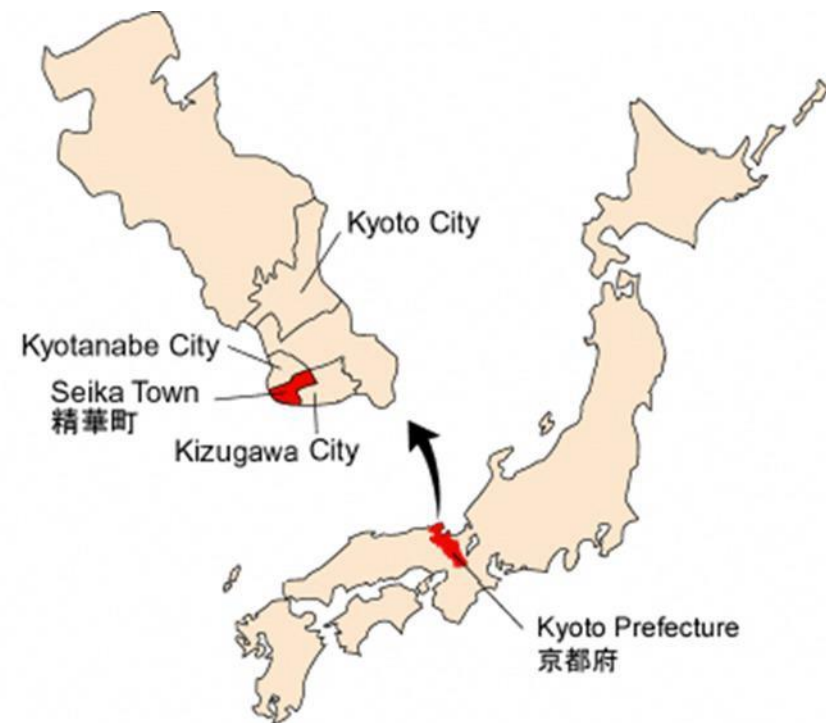 Kyoto City
Kyotanabe City
Seika Town
精華町
Kizugawa City
Kyoto Prefecture
京都府